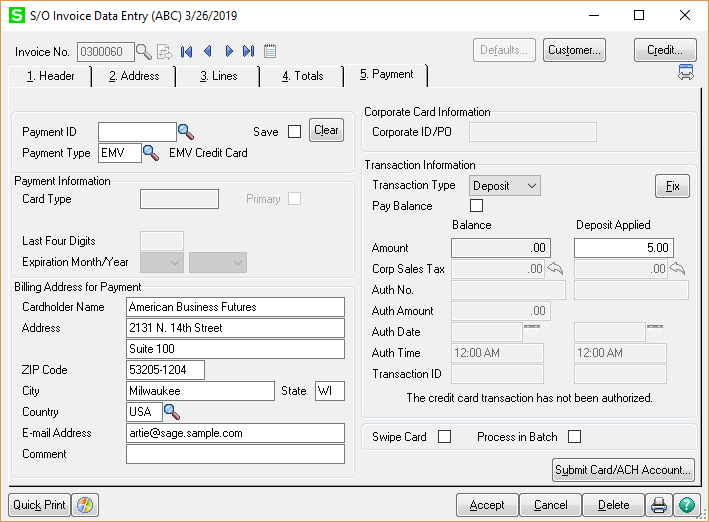 S S/O Invoice Data Entry (ABC) 3/26/2019
Invoice No. 0300060 Defaults... Customer... Credit...
1. Header 2. Address 3. Lines 4. Totals 5. Payment
Payment ID Save Clear
Payment Type EMV EMV Credit Card
Payment Information
Card Type Primary
Last Four Digits
Expiration Month/Year
Billing Address for Payment
Cardholder Name American Business Futures
Address 2131 N. 14th Street
Suite 100
ZIP Code 53205-1204
City Milwaukee State WI
Country USA
E-mail Address artie@sage.sample.com
Comment
Corporate Card Information
Corporate ID/PO
Transaction Information
Transaction Type Deposit Fix
Pay Balance
Balance Deposit Applied
Amount .00 5.00
Corp Sales Tax .00 .00
Auth No.
Auth Amount .00
Auth Date
Auth Time 12:00 AM 12:00 AM
Transaction ID
The credit card transaction has not been authorized.
Swipe Card Process in Batch
Submit Card/ACH Account...
Quick Print Accept Cancel Delete ?